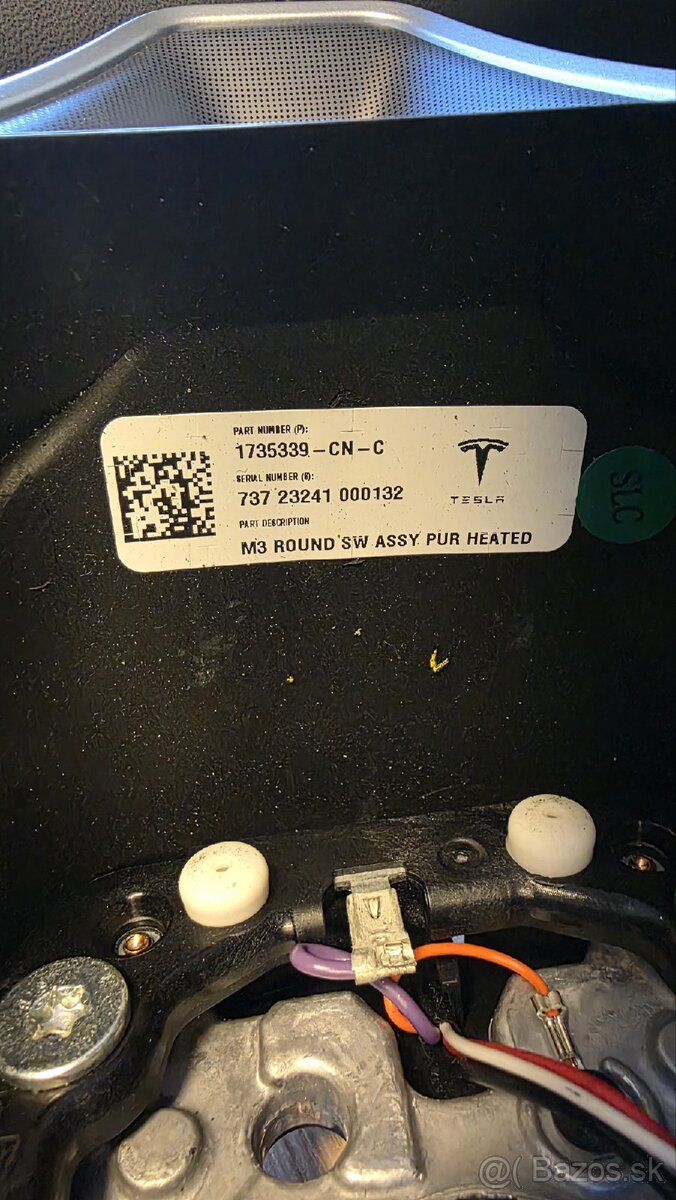 PART NUMBER (P):
1735339-CN-C
SERIAL NUMBER (S):
737 23241 000132
PART DESCRIPTION
M3 ROUND SW ASSY PUR HEATED
TESLA
SLC
@( Bazos.sk